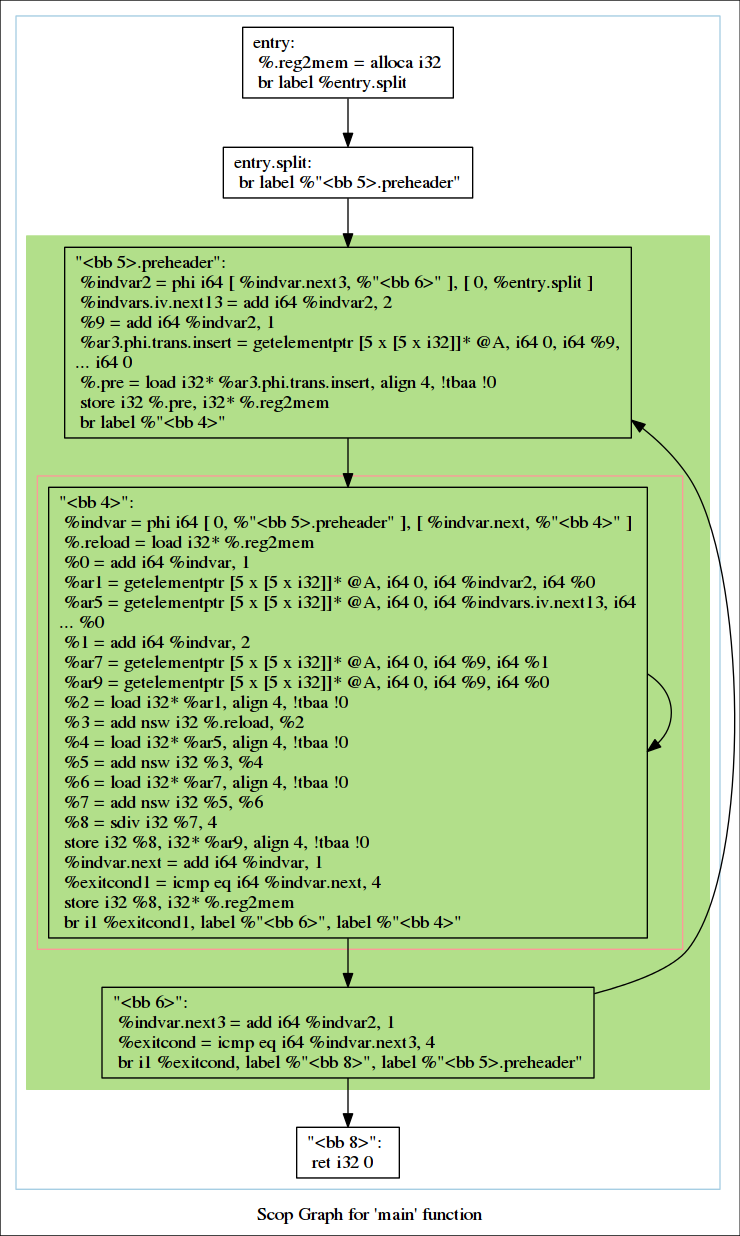 entry:
%.reg2mem = alloca i32
br label %entry.split
entry.split:
br label %"<bb 5>.preheader"
"<bb 5>.preheader":
%indvar2 = phi i64 [ %indvar.next3, %"<bb 6>" ], [ 0, %entry.split ]
%indvars.iv.next13 = add i64 %indvar2, 2
%9 = add i64 %indvar2, 1
%ar3.phi.trans.insert = getelementptr [5 x [5 x i32]]* @A, i64 0, i64 %9,
... i64 0
%.pre = load i32* %ar3.phi.trans.insert, align 4, !tbaa !0
store i32 %.pre, i32* %.reg2mem
br label %"<bb 4>"
"<bb 4>":
%indvar = phi i64 [ 0, %"<bb 5>.preheader" ], [ %indvar.next, %"<bb 4>" ]
%.reload = load i32* %.reg2mem
%0 = add i64 %indvar, 1
%ar1 = getelementptr [5 x [5 x i32]]* @A, i64 0, i64 %indvar2, i64 %0
%ar5 = getelementptr [5 x [5 x i32]]* @A, i64 0, i64 %indvars.iv.next13, i64
... %0
%1 = add i64 %indvar, 2
%ar7 = getelementptr [5 x [5 x i32]]* @A, i64 0, i64 %9, i64 %1
%ar9 = getelementptr [5 x [5 x i32]]* @A, i64 0, i64 %9, i64 %0
%2 = load i32* %ar1, align 4, !tbaa !0
%3 = add nsw i32 %.reload, %2
%4 = load i32* %ar5, align 4, !tbaa !0
%5 = add nsw i32 %3, %4
%6 = load i32* %ar7, align 4, !tbaa !0
%7 = add nsw i32 %5, %6
%8 = sdiv i32 %7, 4
store i32 %8, i32* %ar9, align 4, !tbaa !0
%indvar.next = add i64 %indvar, 1
%exitcond1 = icmp eq i64 %indvar.next, 4
store i32 %8, i32* %.reg2mem
br i1 %exitcond1, label %"<bb 6>", label %"<bb 4>"
"<bb 6>":
%indvar.next3 = add i64 %indvar2, 1
%exitcond = icmp eq i64 %indvar.next3, 4
br i1 %exitcond, label %"<bb 8>", label %"<bb 5>.preheader"
"<bb 8>":
ret i32 0
Scop Graph for 'main' function